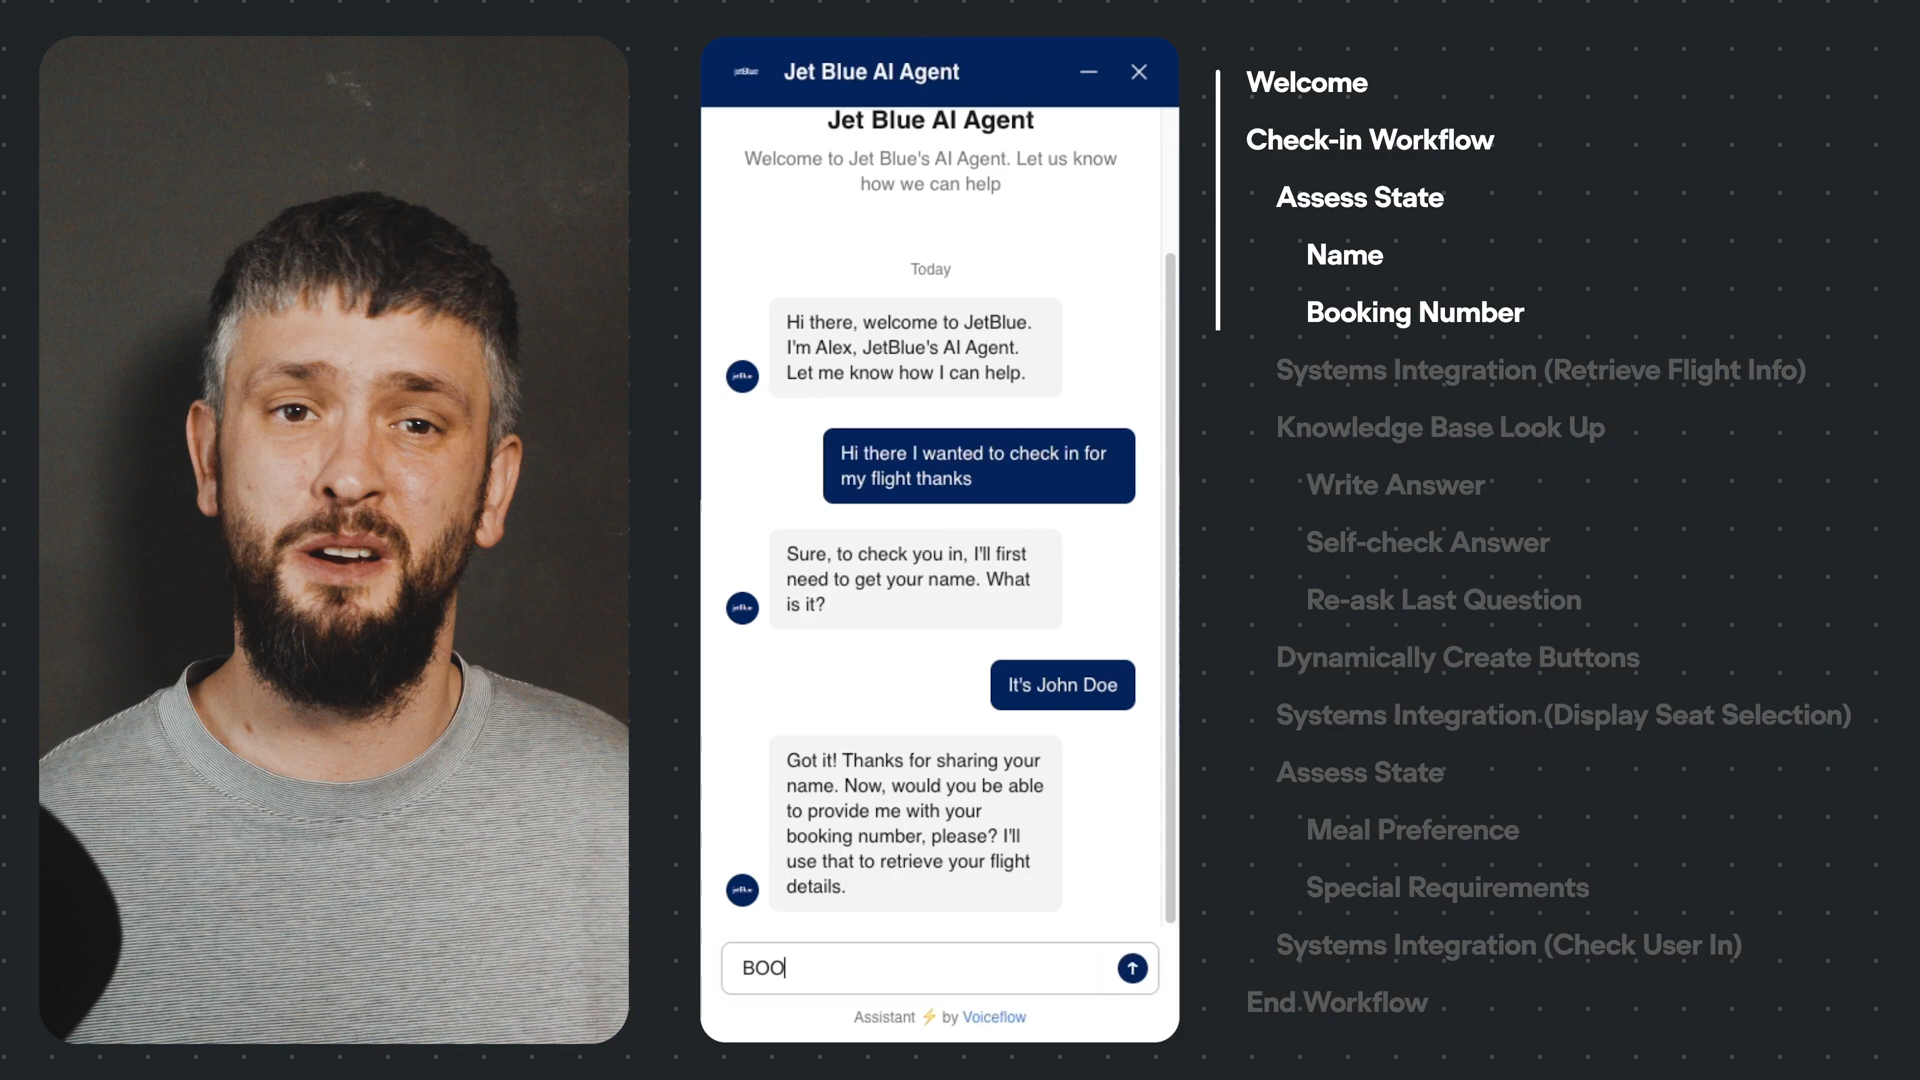 jetBlue
Jet Blue AI Agent
Jet Blue AI Agent
Welcome to Jet Blue's AI Agent. Let us know
how we can help
Today
Hi there, welcome to JetBlue.
I'm Alex, JetBlue's AI Agent.
Let me know how I can help.
jetBlue
Hi there I wanted to check in for
my flight thanks
Sure, to check you in, I'll first
need to get your name. What
is it?
jetBlue
It's John Doe
Got it! Thanks for sharing your
name. Now, would you be able
to provide me with your
booking number, please? I'll
use that to retrieve your flight
details.
jetBlue
BOO
Assistant ⚡ by Voiceflow
Welcome
Check-in Workflow
Assess State
Name
Booking Number
Systems Integration (Retrieve Flight Info)
Knowledge Base Look Up
Write Answer
Self-check Answer
Re-ask Last Question
Dynamically Create Buttons
Systems Integration (Display Seat Selection)
Assess State
Meal Preference
Special Requirements
Systems Integration (Check User In)
End Workflow